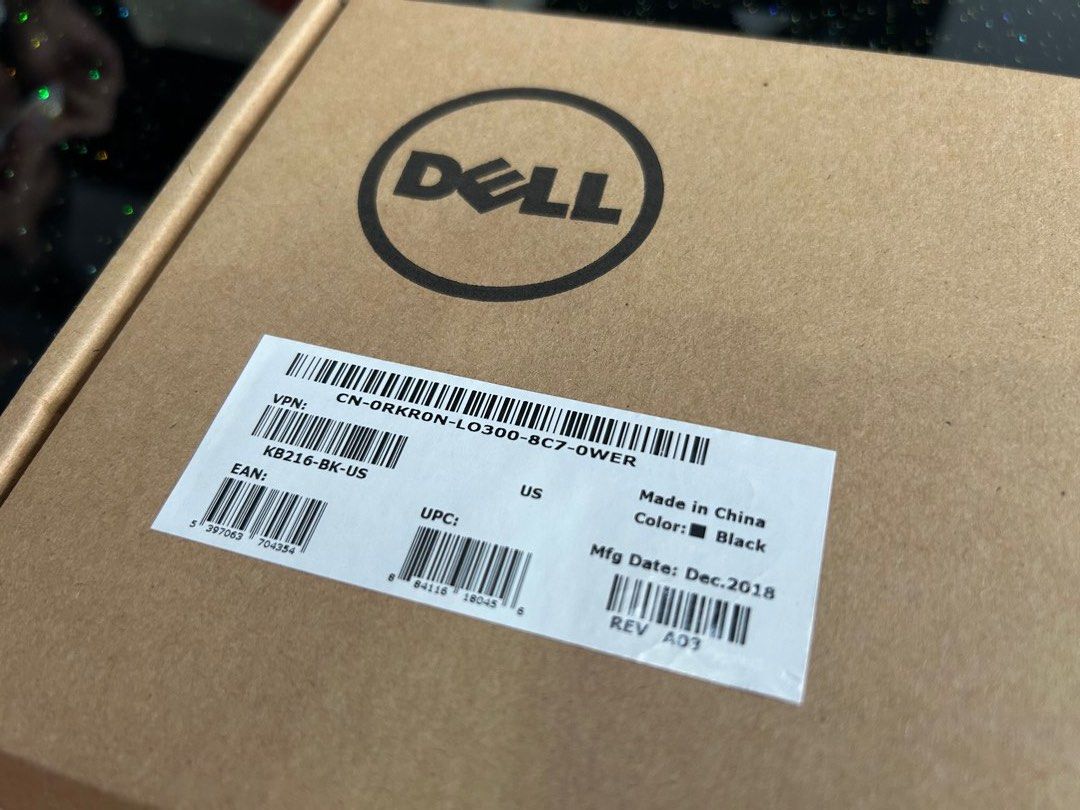 DELL
CN-0RKR0N-LO300-8C7-0WER
VPN:
KB216-BK-US
EAN:
5 397063 704354
US
UPC:
8 84116 18045 6
Made in China
Color: Black
Mfg Date: Dec.2018
REV A03